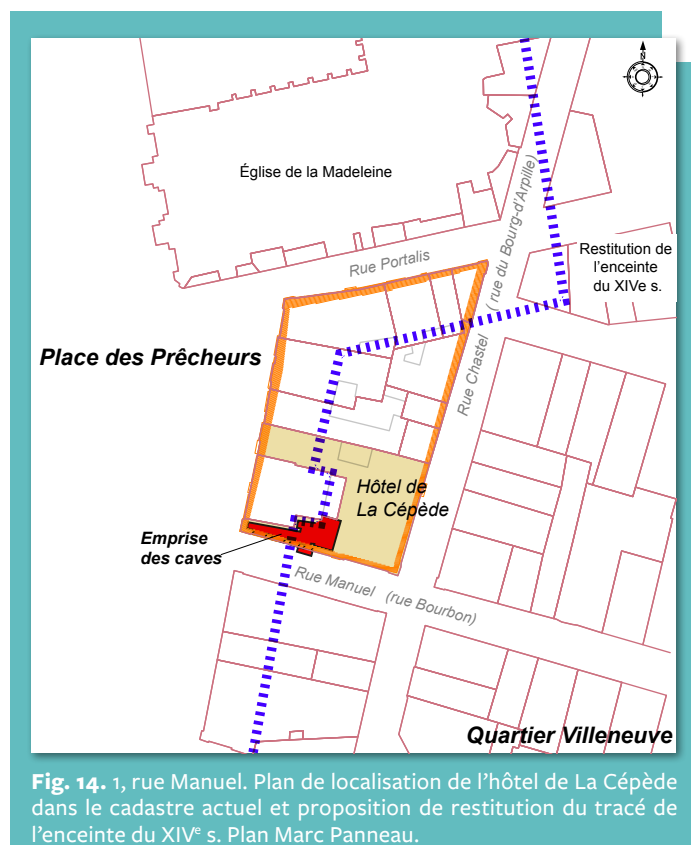 N
Église de la Madeleine
Rue Portalis
Rue Chastel ( rue du Bourg-d'Arpille)
Restitution de
l'enceinte
du XIVe s.
Place des Prêcheurs
Hôtel de
La Cépède
Emprise
des caves
Rue Manuel (rue Bourbon)
Quartier Villeneuve
Fig. 14. 1, rue Manuel. Plan de localisation de l'hôtel de La Cépède
dans le cadastre actuel et proposition de restitution du tracé de
l'enceinte du XIVe s. Plan Marc Panneau.